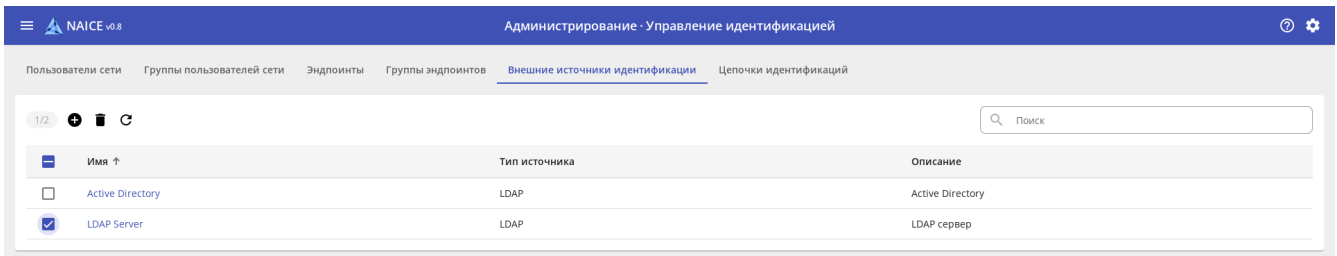 NAICE v0.8
Администрирование · Управление идентификацией
Пользователи сети Группы пользователей сети Эндпоинты Группы эндпоинтов Внешние источники идентификации Цепочки идентификаций
1/2 Поиск
Имя ↑ Тип источника Описание
Active Directory LDAP Active Directory
LDAP Server LDAP LDAP сервер